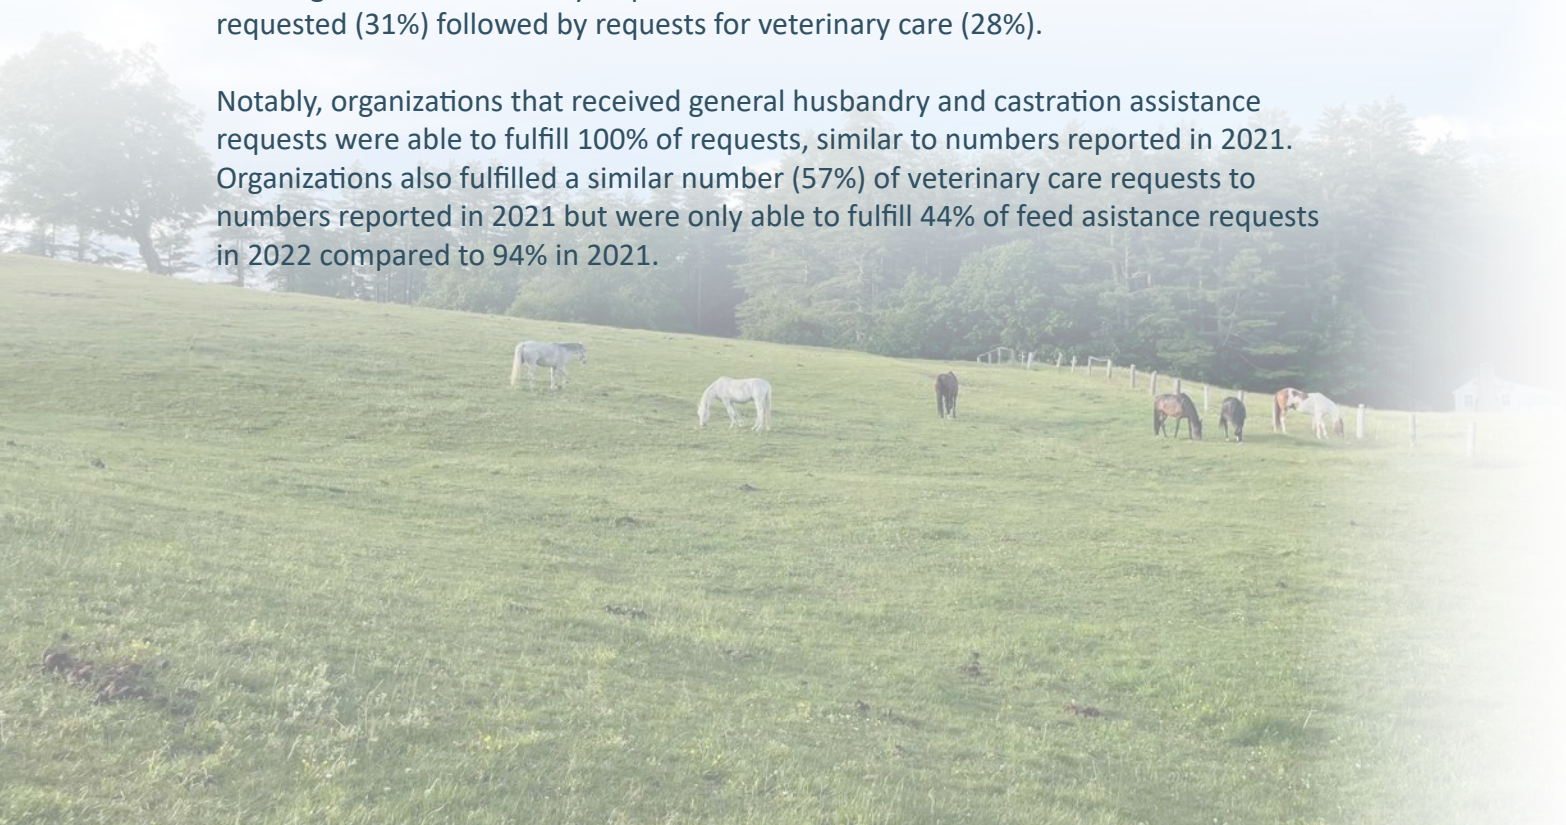 requested (31%) followed by requests for veterinary care (28%).
Notably, organizations that received general husbandry and castration assistance
requests were able to fulfill 100% of requests, similar to numbers reported in 2021.
Organizations also fulfilled a similar number (57%) of veterinary care requests to
numbers reported in 2021 but were only able to fulfill 44% of feed asistance requests
in 2022 compared to 94% in 2021.